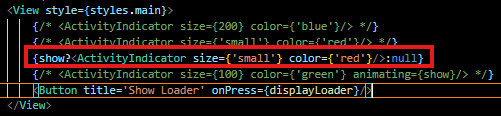 <View style={styles.main}>
{/* <ActivityIndicator size={200} color={'blue'}/> */}
{/* <ActivityIndicator size={'small'} color={'red'}/> */}
{show?<ActivityIndicator size={'small'} color={'red'}/>:null}
{/* <ActivityIndicator size={100} color={'green'} animating={show}/> */}
<Button title='Show Loader' onPress={displayLoader}/>
</View>